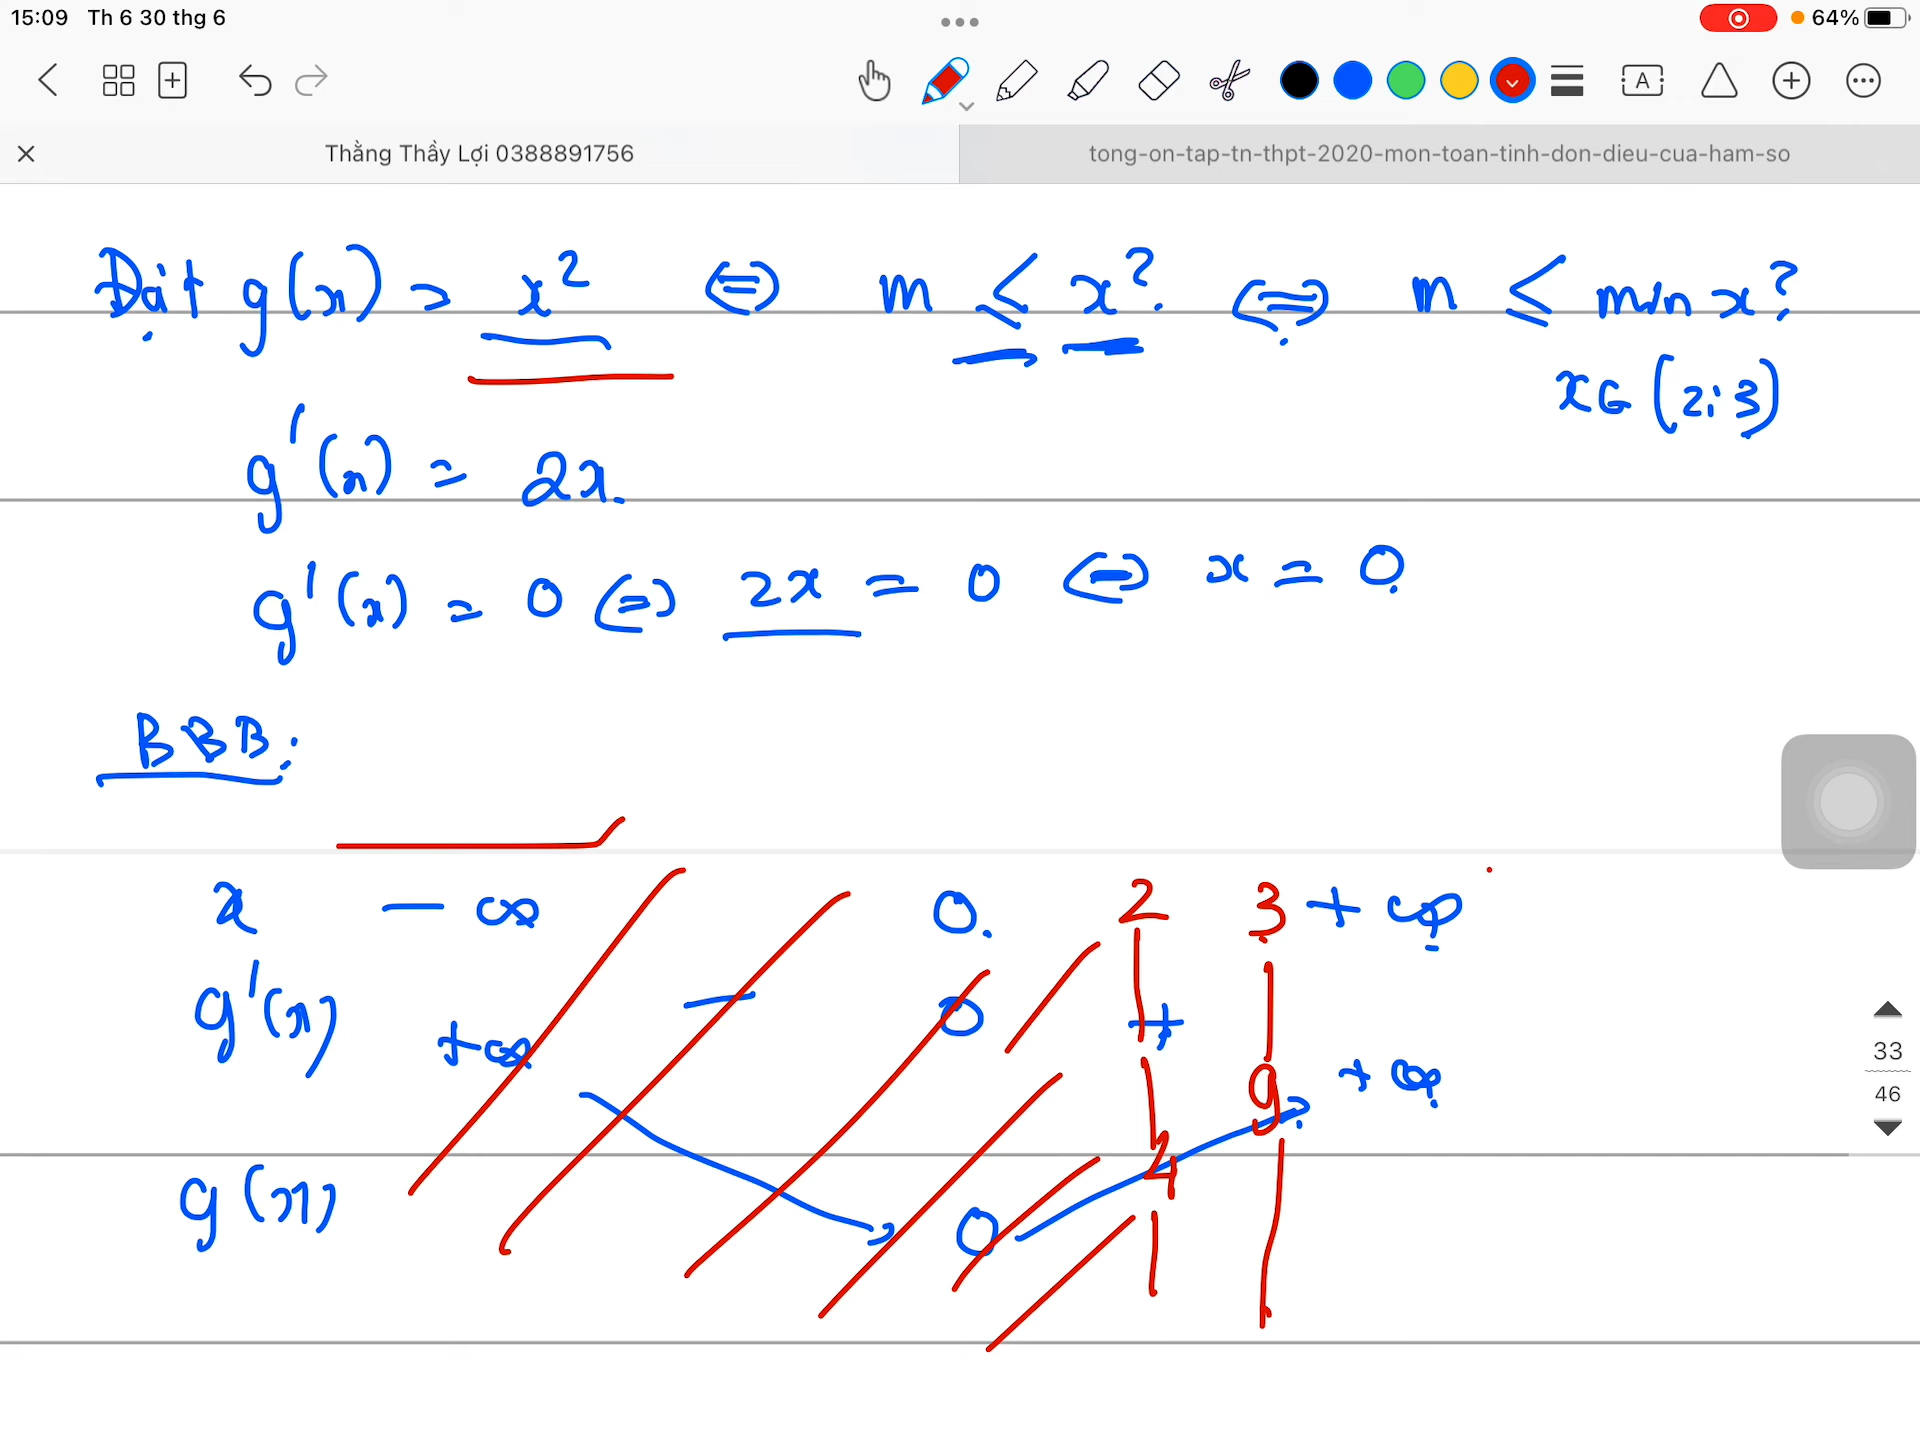 15:09 Th 6 30 thg 6
64%
A
Thằng Thầy Lợi 0388891756
tong-on-tap-tn-thpt-2020-mon-toan-tinh-don-dieu-cua-ham-so
Đặt g(x) = x² ⇔ m ≤ x² ⇔ m ≤ min x²
x ∈ (2;3)
g'(x) = 2x
g'(x) = 0 ⇔ 2x = 0 ⇔ x = 0
BBB:
x -∞ 0 2 3 +∞
g'(x) - 0 +
+∞ 9 +∞
4
g(x) 0
33
46